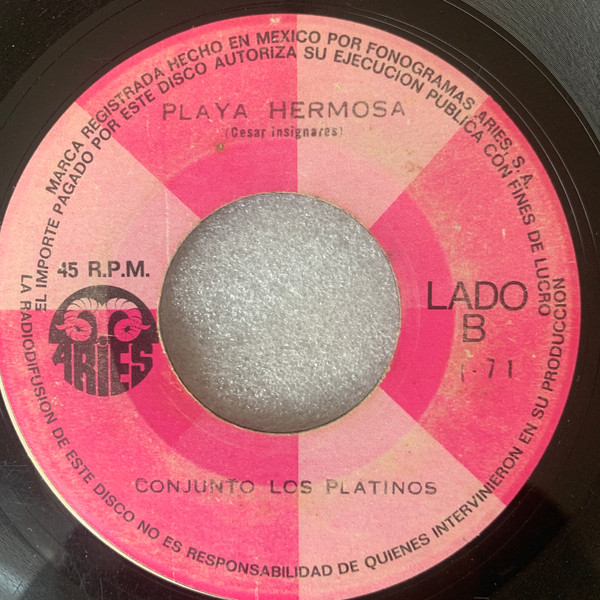 MARCA REGISTRADA HECHO EN MEXICO POR FONOGRAMAS ARIES, S.A.
EL IMPORTE PAGADO POR ESTE DISCO AUTORIZA SU EJECUCION PUBLICA CON FINES DE LUCRO
PLAYA HERMOSA
(Cesar insignares)
45 R.P.M.
ARIES
LADO
B
-71
CONJUNTO LOS PLATINOS
LA RADIODIFUSION DE ESTE DISCO NO ES RESPONSABILIDAD DE QUIENES INTERVINIERON EN SU PRODUCCION